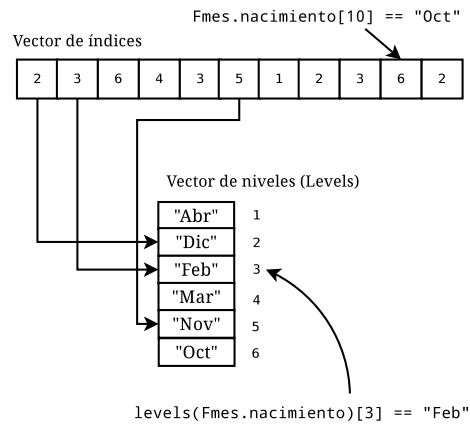 Fmes.nacimiento[10] == "Oct"
Vector de índices
2 3 6 4 3 5 1 2 3 6 2
Vector de niveles (Levels)
"Abr" 1
"Dic" 2
"Feb" 3
"Mar" 4
"Nov" 5
"Oct" 6
levels(Fmes.nacimiento)[3] == "Feb"